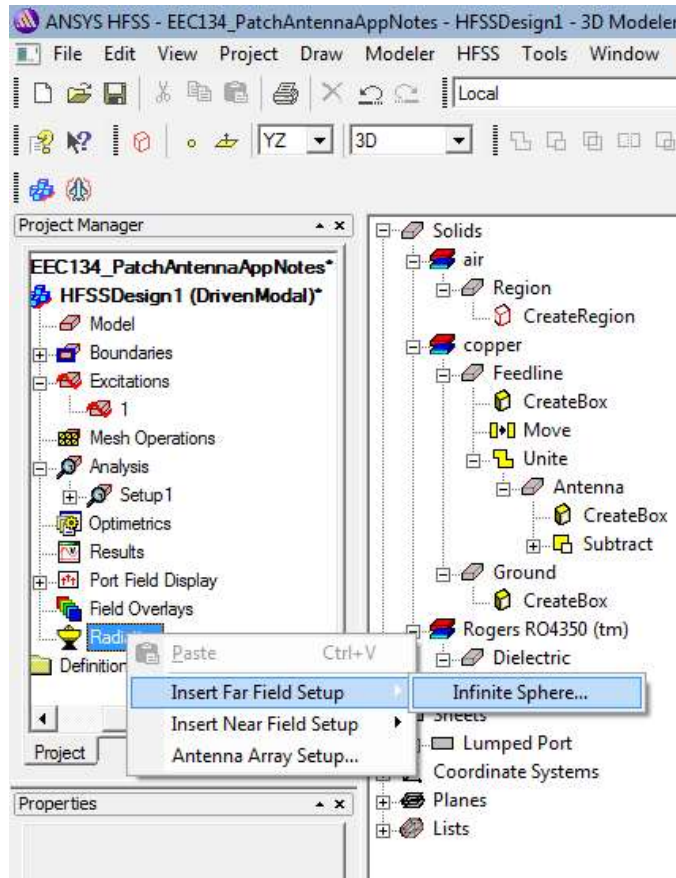 ANSYS HFSS - EEC134_PatchAntennaAppNotes - HFSSDesign1 - 3D Modeler
File Edit View Project Draw Modeler HFSS Tools Window
Local
YZ 3D
Project Manager
EEC134_PatchAntennaAppNotes*
HFSSDesign1 (DrivenModal)*
Model
Boundaries
Excitations
1
Mesh Operations
Analysis
Setup1
Optimetrics
Results
Port Field Display
Field Overlays
Definition
Project
Paste Ctrl+V
Insert Far Field Setup
Insert Near Field Setup
Antenna Array Setup...
Infinite Sphere...
Properties
Solids
air
Region
CreateRegion
copper
Feedline
CreateBox
Move
Unite
Antenna
CreateBox
Subtract
Ground
CreateBox
Rogers RO4350 (tm)
Dielectric
Sheets
Lumped Port
Coordinate Systems
Planes
Lists